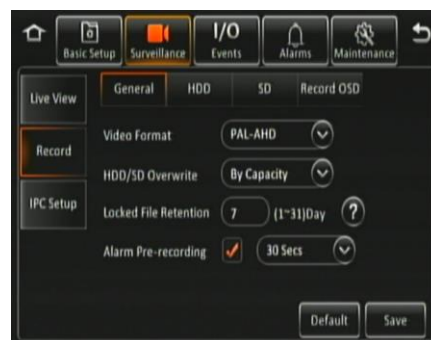 Basic Setup
Surveillance
I/O
Events
Alarms
Maintenance
Live View
Record
IPC Setup
General HDD SD Record OSD
Video Format PAL-AHD
HDD/SD Overwrite By Capacity
Locked File Retention 7 (1~31)Day ?
Alarm Pre-recording 30 Secs
Default Save